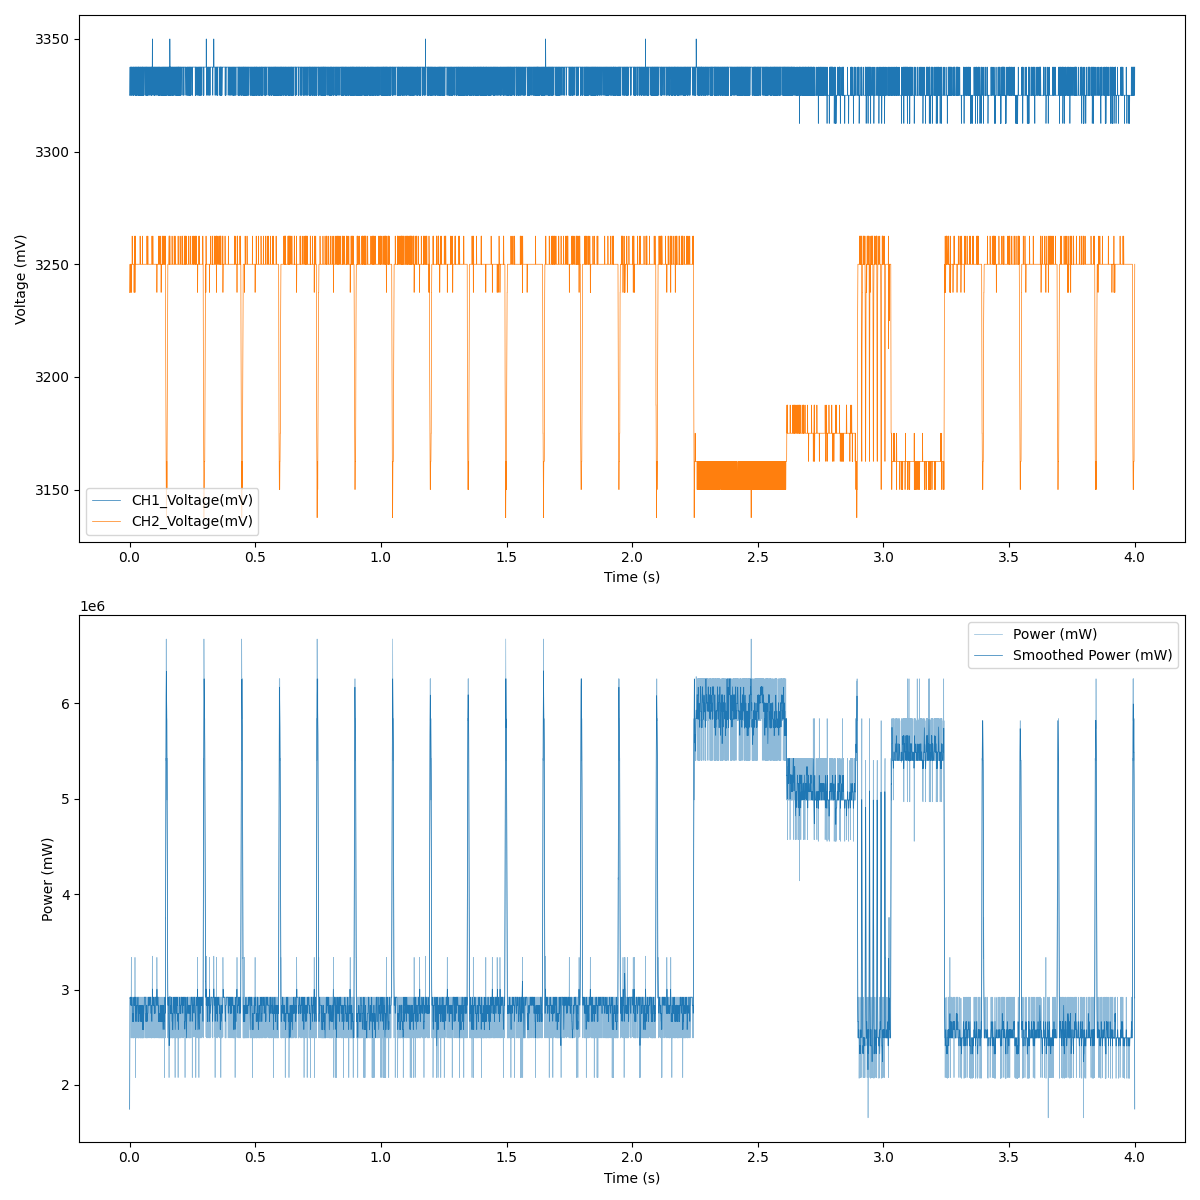 3350
3300
3250
3200
3150
Voltage (mV)
CH1_Voltage(mV)
CH2_Voltage(mV)
0.0 0.5 1.0 1.5 2.0 2.5 3.0 3.5 4.0
Time (s)
1e6
Power (mW)
Smoothed Power (mW)
6
5
4
3
2
Power (mW)
0.0 0.5 1.0 1.5 2.0 2.5 3.0 3.5 4.0
Time (s)